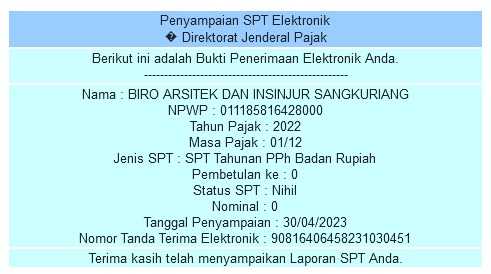 Penyampaian SPT Elektronik
� Direktorat Jenderal Pajak
Berikut ini adalah Bukti Penerimaan Elektronik Anda.
---------------------------------------------------
Nama : BIRO ARSITEK DAN INSINJUR SANGKURIANG
NPWP : 011185816428000
Tahun Pajak : 2022
Masa Pajak : 01/12
Jenis SPT : SPT Tahunan PPh Badan Rupiah
Pembetulan ke : 0
Status SPT : Nihil
Nominal : 0
Tanggal Penyampaian : 30/04/2023
Nomor Tanda Terima Elektronik : 90816406458231030451
Terima kasih telah menyampaikan Laporan SPT Anda.